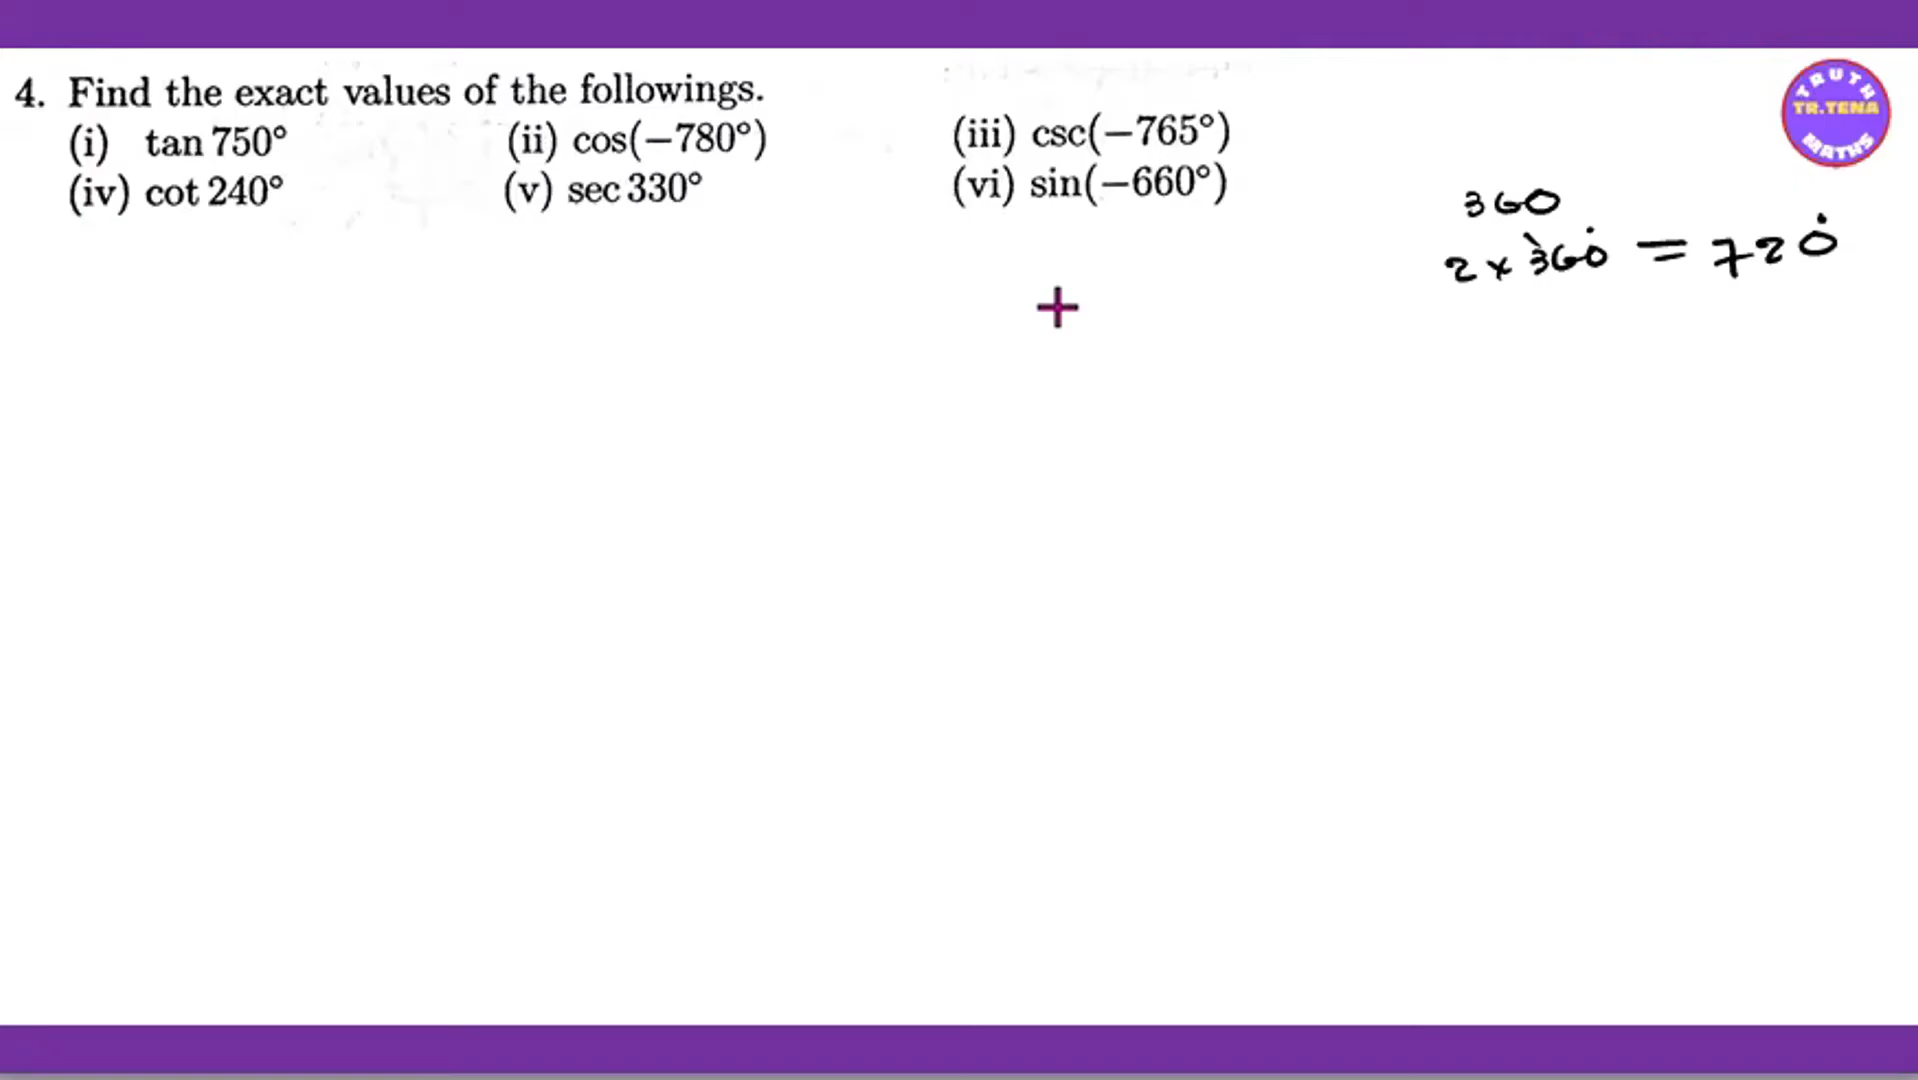 4. Find the exact values of the followings.
(i) tan 750° (ii) cos(−780°) (iii) csc(−765°)
(iv) cot 240° (v) sec 330° (vi) sin(−660°)
TRUTH
TR.TENA
MATHS
360
2 × 360° = 720°